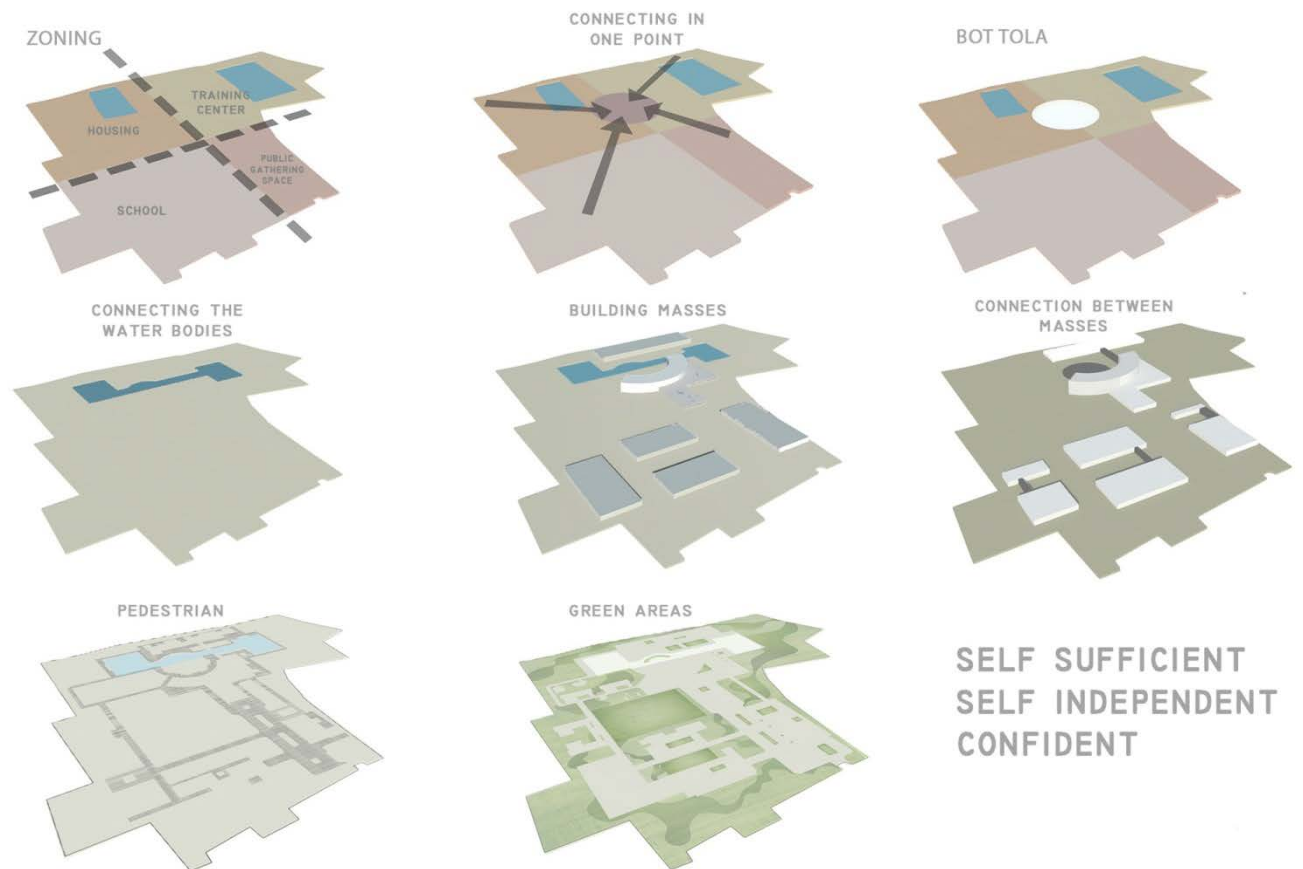 ZONING
TRAINING
CENTER
HOUSING
PUBLIC
GATHERING
SPACE
SCHOOL
CONNECTING IN
ONE POINT
BOT TOLA
CONNECTING THE
WATER BODIES
BUILDING MASSES
CONNECTION BETWEEN
MASSES
PEDESTRIAN
GREEN AREAS
SELF SUFFICIENT
SELF INDEPENDENT
CONFIDENT